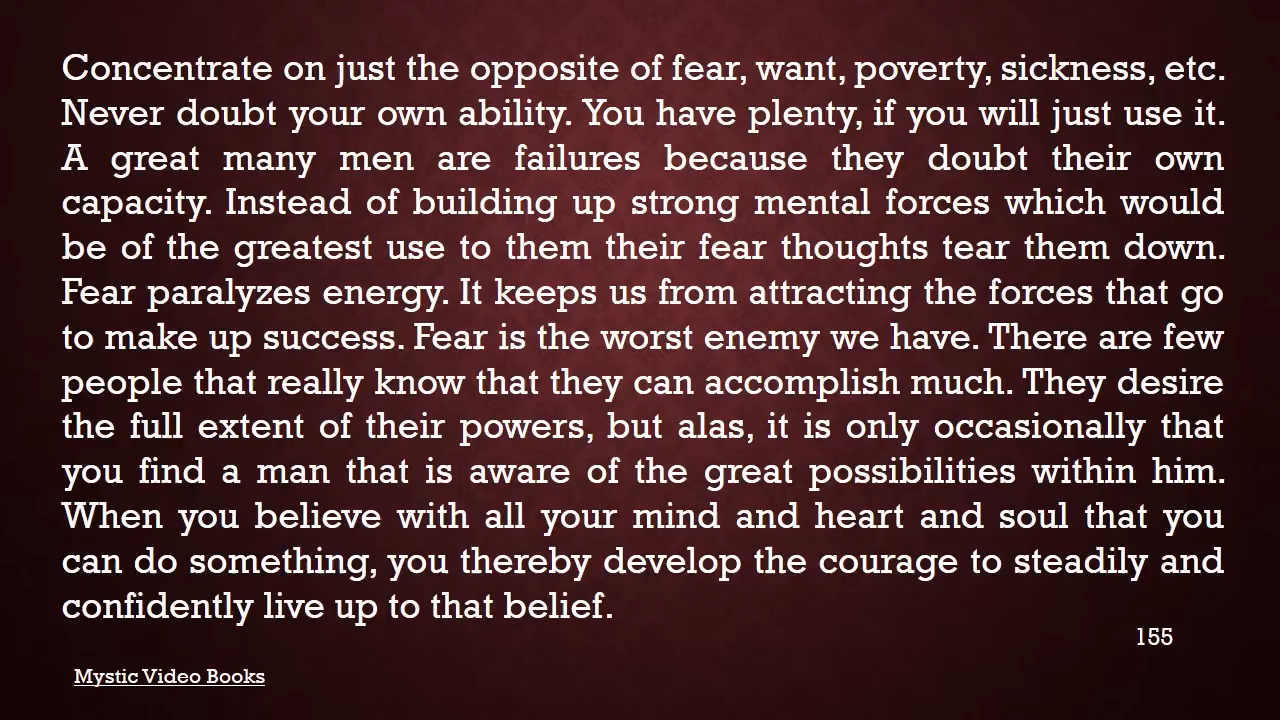 Concentrate on just the opposite of fear, want, poverty, sickness, etc.
Never doubt your own ability. You have plenty, if you will just use it.
A great many men are failures because they doubt their own
capacity. Instead of building up strong mental forces which would
be of the greatest use to them their fear thoughts tear them down.
Fear paralyzes energy. It keeps us from attracting the forces that go
to make up success. Fear is the worst enemy we have. There are few
people that really know that they can accomplish much. They desire
the full extent of their powers, but alas, it is only occasionally that
you find a man that is aware of the great possibilities within him.
When you believe with all your mind and heart and soul that you
can do something, you thereby develop the courage to steadily and
confidently live up to that belief.
155
Mystic Video Books